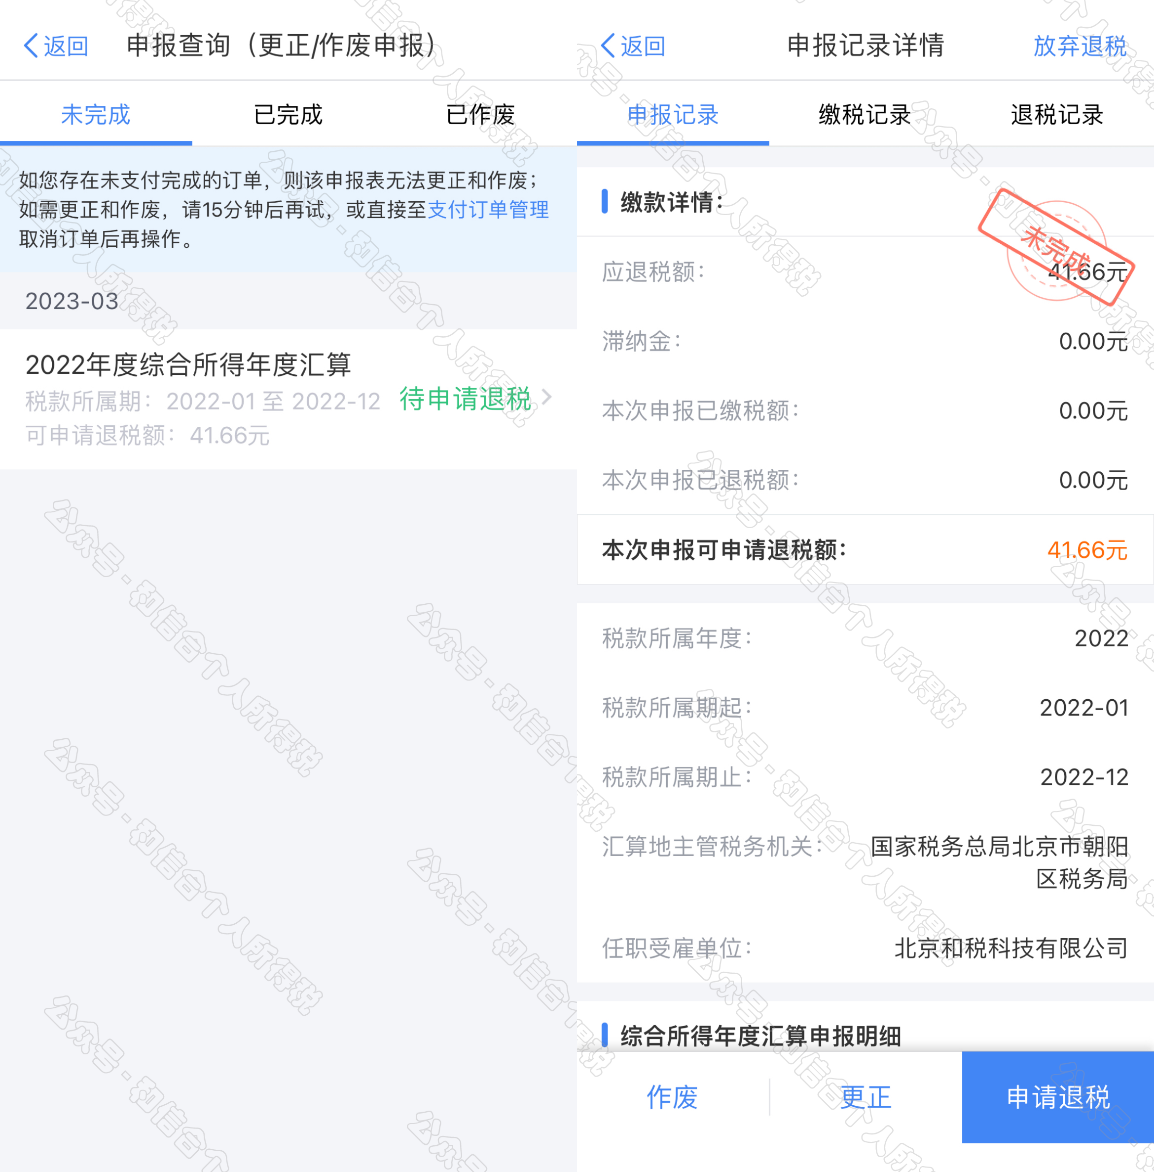 返回
申报查询（更正/作废申报）
未完成
已完成
已作废
如您存在未支付完成的订单，则该申报表无法更正和作废；
如需更正和作废，请15分钟后再试，或直接至支付订单管理
取消订单后再操作。
2023-03
2022年度综合所得年度汇算
税款所属期：2022-01 至 2022-12
待申请退税
可申请退税额：41.66元
返回
申报记录详情
放弃退税
申报记录
缴税记录
退税记录
缴款详情：
未完成
应退税额：
41.66元
滞纳金：
0.00元
本次申报已缴税额：
0.00元
本次申报已退税额：
0.00元
本次申报可申请退税额：
41.66元
税款所属年度：
2022
税款所属期起：
2022-01
税款所属期止：
2022-12
汇算地主管税务机关：
国家税务总局北京市朝阳
区税务局
任职受雇单位：
北京和税科技有限公司
综合所得年度汇算申报明细
作废
更正
申请退税
公众号·和信合个人所得税